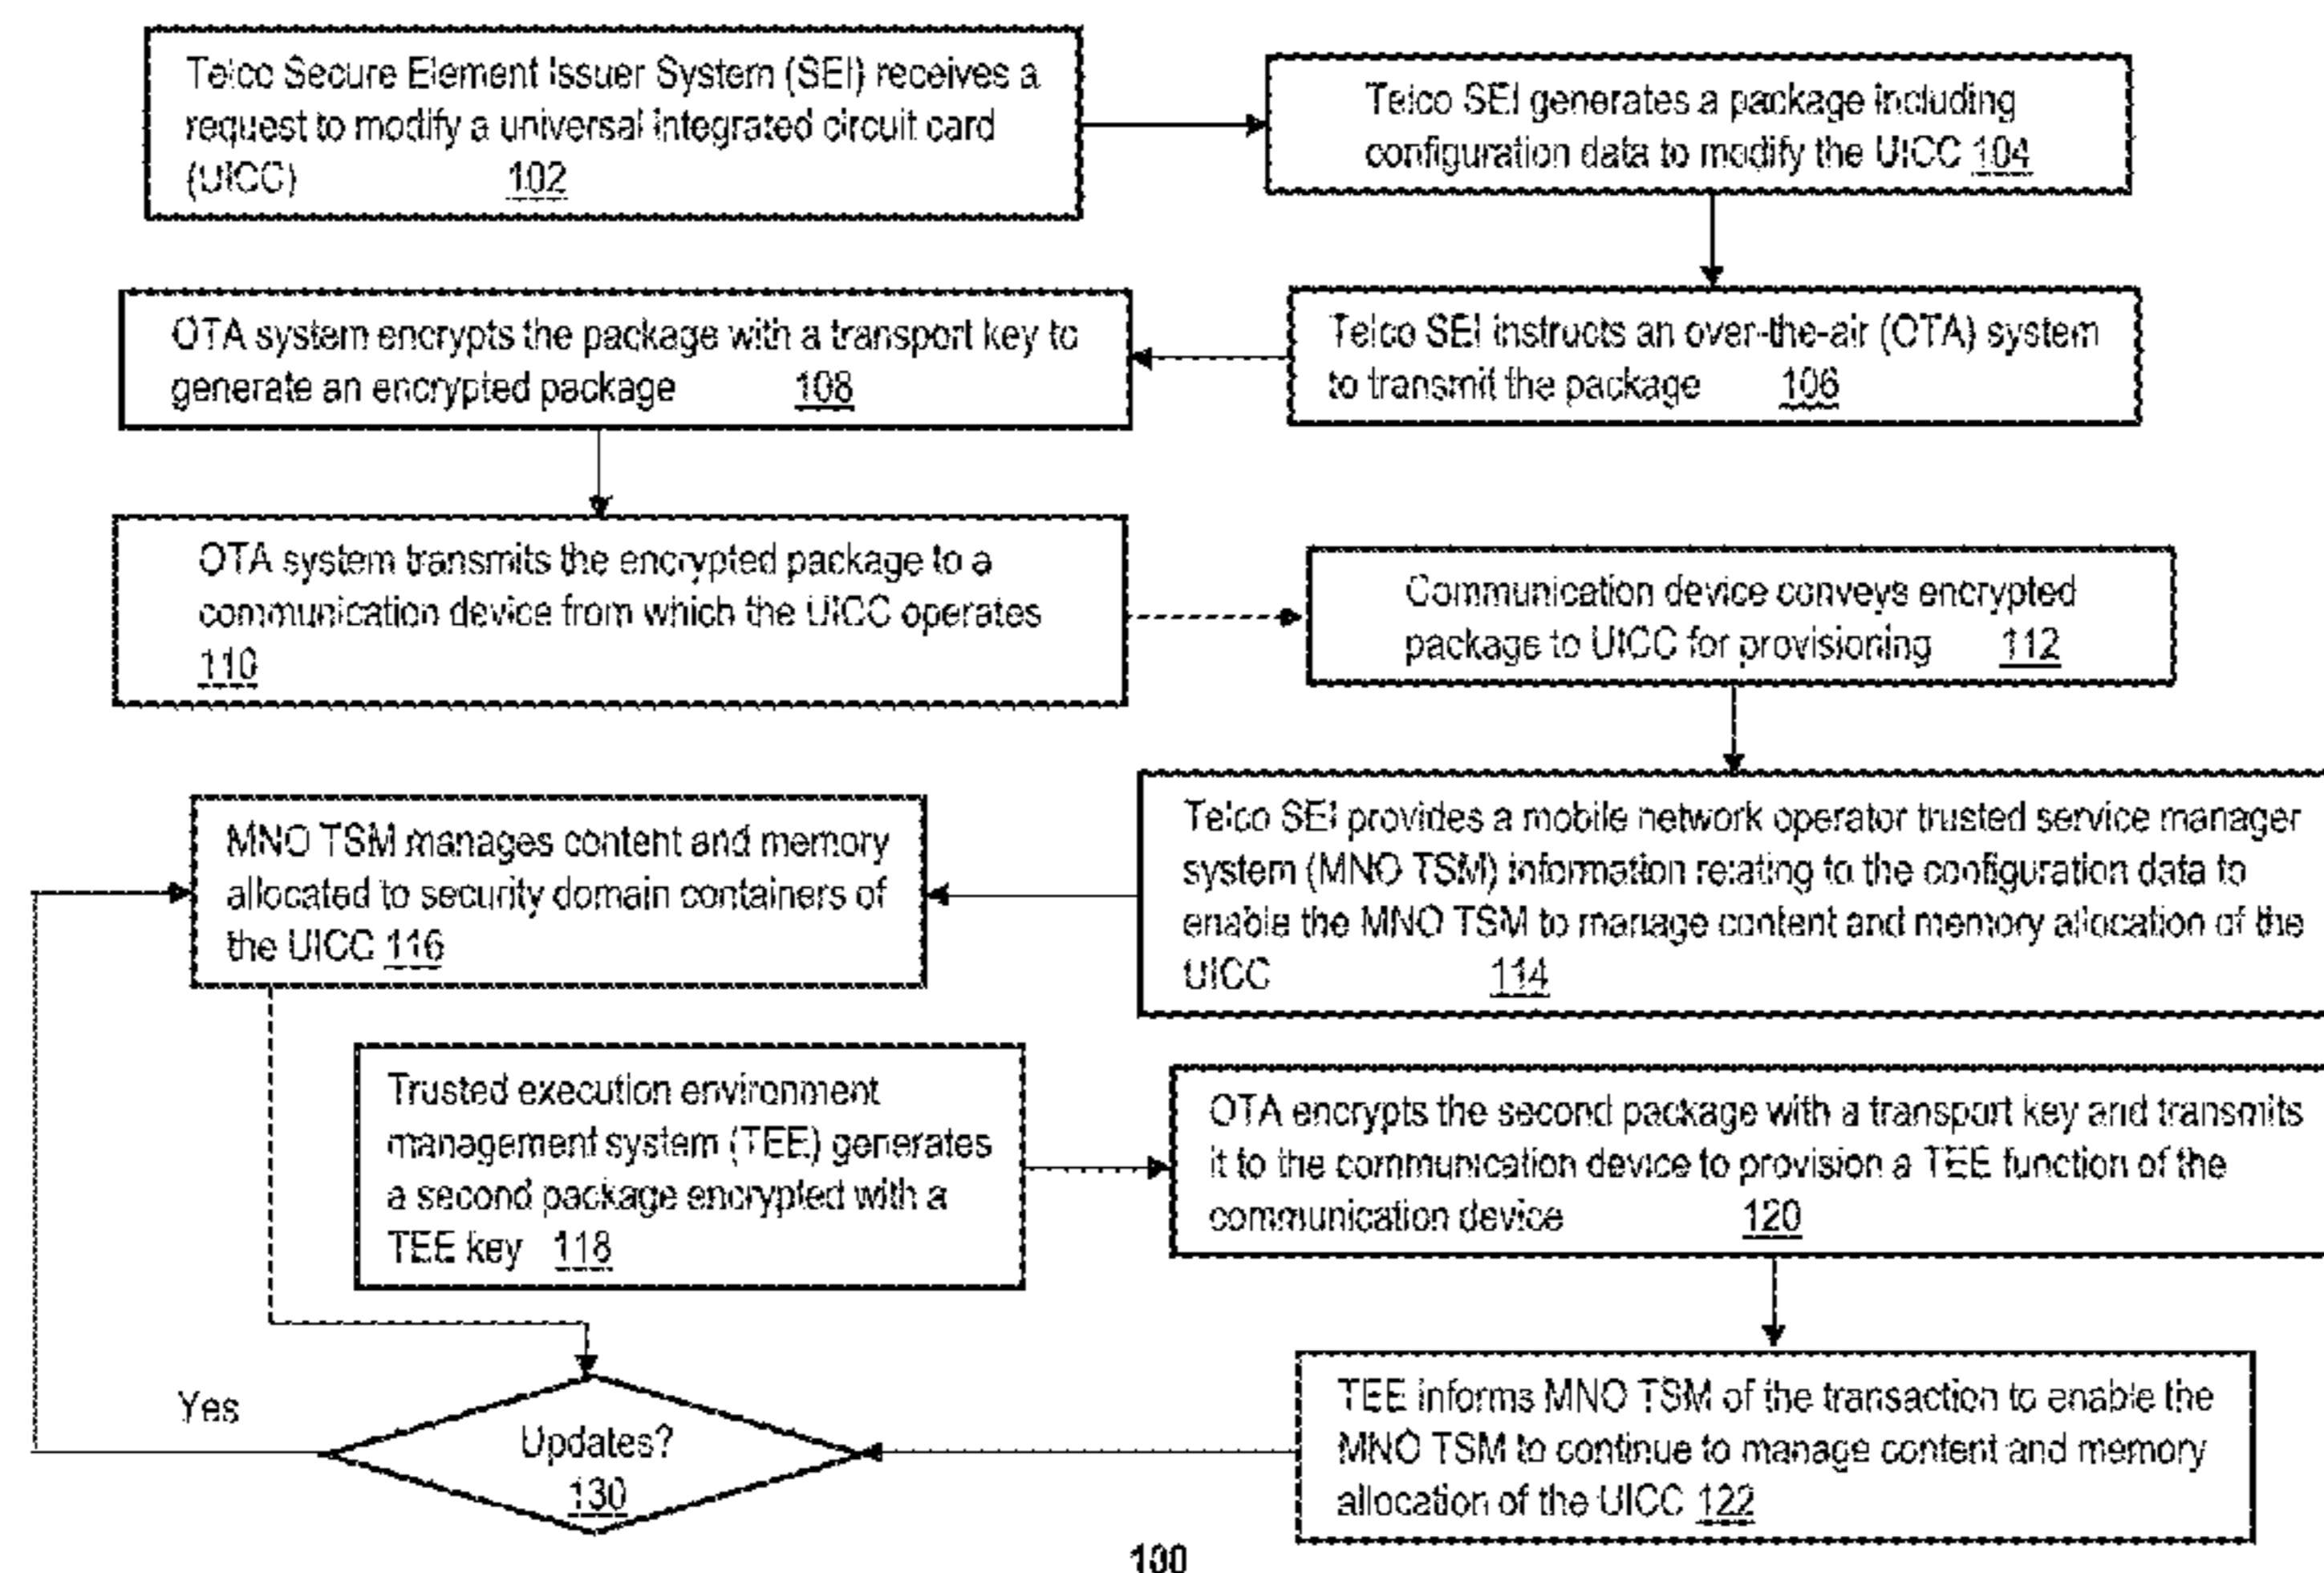 Telco Secure Element Issuer System (SEI) receives a
request to modify a universal integrated circuit card
(UICC) 102
Telco SEI generates a package including
configuration data to modify the UICC 104
OTA system encrypts the package with a transport key to
generate an encrypted package 108
Telco SEI instructs an over-the-air (OTA) system
to transmit the package 106
OTA system transmits the encrypted package to a
communication device from which the UICC operates
110
Communication device conveys encrypted
package to UICC for provisioning 112
MNO TSM manages content and memory
allocated to security domain containers of
the UICC 116
Telco SEI provides a mobile network operator trusted service manager
system (MNO TSM) information relating to the configuration data to
enable the MNO TSM to manage content and memory allocation of the
UICC 114
Trusted execution environment
management system (TEE) generates
a second package encrypted with a
TEE key 118
OTA encrypts the second package with a transport key and transmits
it to the communication device to provision a TEE function of the
communication device 120
Yes
Updates?
130
TEE informs MNO TSM of the transaction to enable the
MNO TSM to continue to manage content and memory
allocation of the UICC 122
100